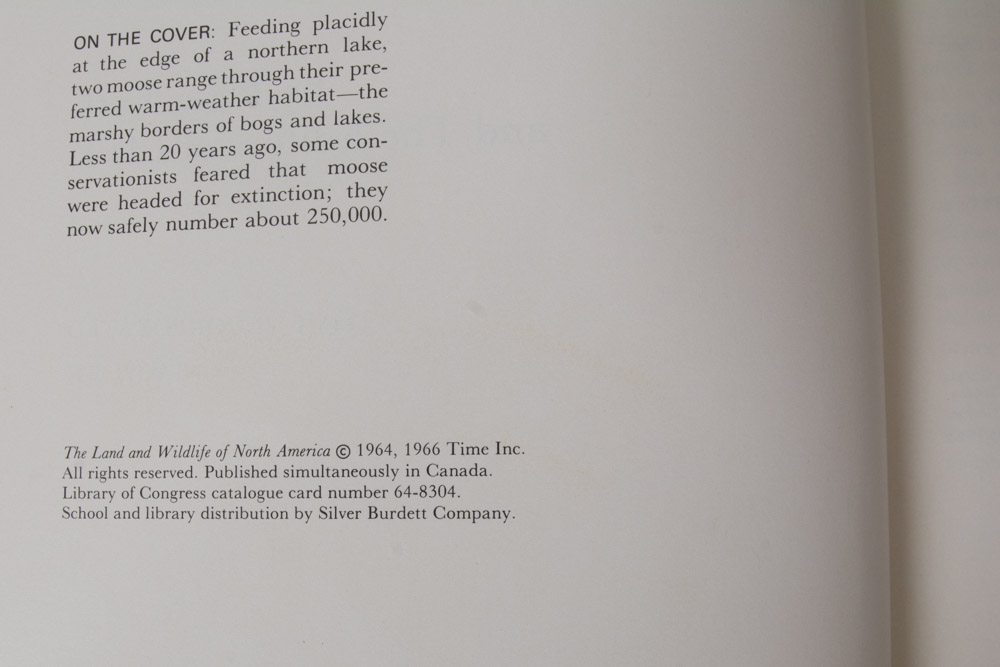 ON THE COVER: Feeding placidly
at the edge of a northern lake,
two moose range through their pre-
ferred warm-weather habitat—the
marshy borders of bogs and lakes.
Less than 20 years ago, some con-
servationists feared that moose
were headed for extinction; they
now safely number about 250,000.
The Land and Wildlife of North America © 1964, 1966 Time Inc.
All rights reserved. Published simultaneously in Canada.
Library of Congress catalogue card number 64-8304.
School and library distribution by Silver Burdett Company.